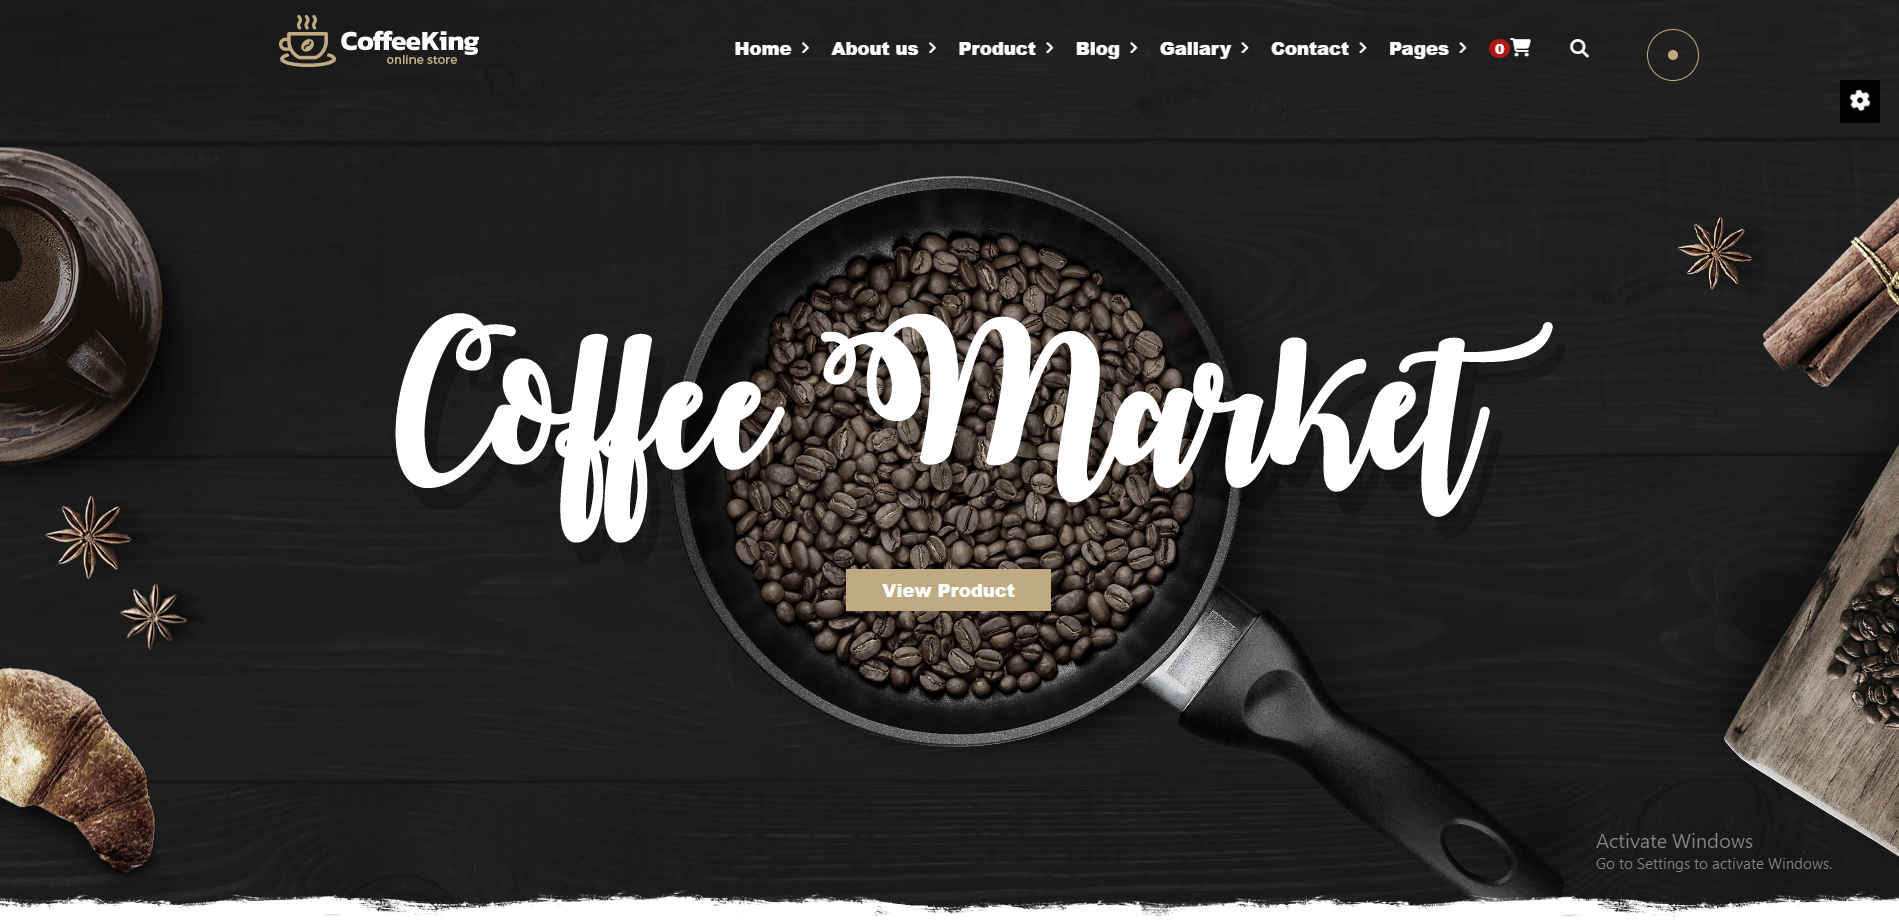 CoffeeKing
online store
Home About us Product Blog Gallary Contact Pages 0
Coffee Market
View Product
Activate Windows
Go to Settings to activate Windows.